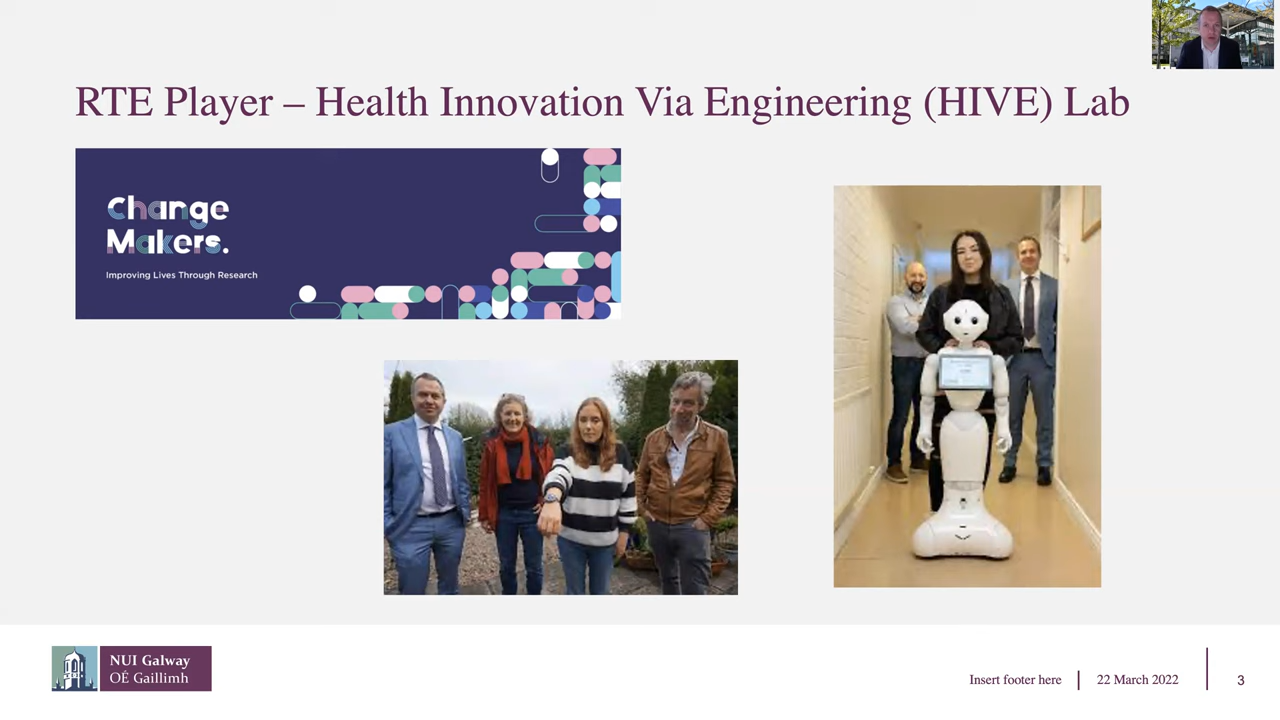 RTE Player – Health Innovation Via Engineering (HIVE) Lab
Change
Makers.
Improving Lives Through Research
NUI Galway
OÉ Gaillimh
Insert footer here
22 March 2022
3